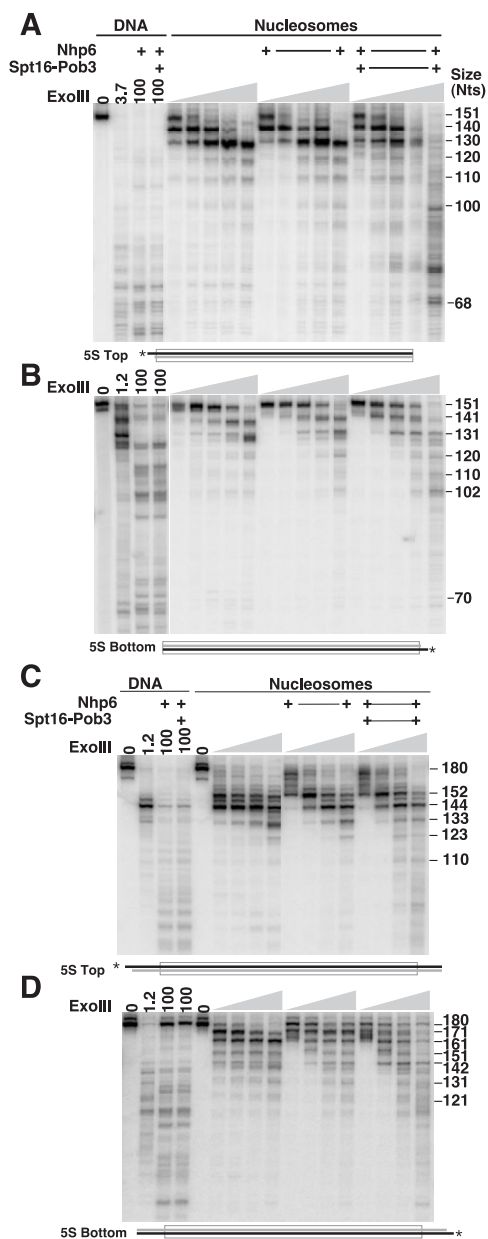 A
DNA Nucleosomes
Nhp6 + + + + + +
Spt16-Pob3 + + +
ExoIII 0 3.7 100 100
Size (Nts)
151
140
130
120
110
100
68
5S Top *
B
ExoIII 0 1.2 100 100
151
141
131
120
110
102
70
5S Bottom *
C
DNA Nucleosomes
Nhp6 + + + + + +
Spt16-Pob3 + + +
ExoIII 0 1.2 100 100 0
180
152
144
133
123
110
5S Top *
D
ExoIII 0 1.2 100 100 0
180
171
161
151
142
131
121
5S Bottom *